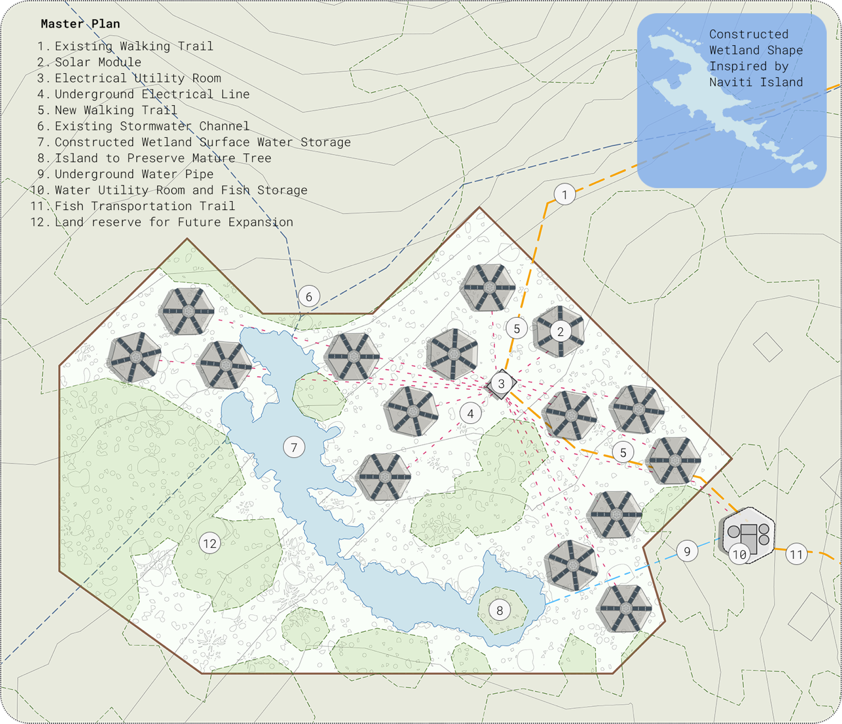 Master Plan
1. Existing Walking Trail
2. Solar Module
3. Electrical Utility Room
4. Underground Electrical Line
5. New Walking Trail
6. Existing Stormwater Channel
7. Constructed Wetland Surface Water Storage
8. Island to Preserve Mature Tree
9. Underground Water Pipe
10. Water Utility Room and Fish Storage
11. Fish Transportation Trail
12. Land reserve for Future Expansion
Constructed
Wetland Shape
Inspired by
Naviti Island
1
6
5
2
3
4
7
5
12
9
10
11
8